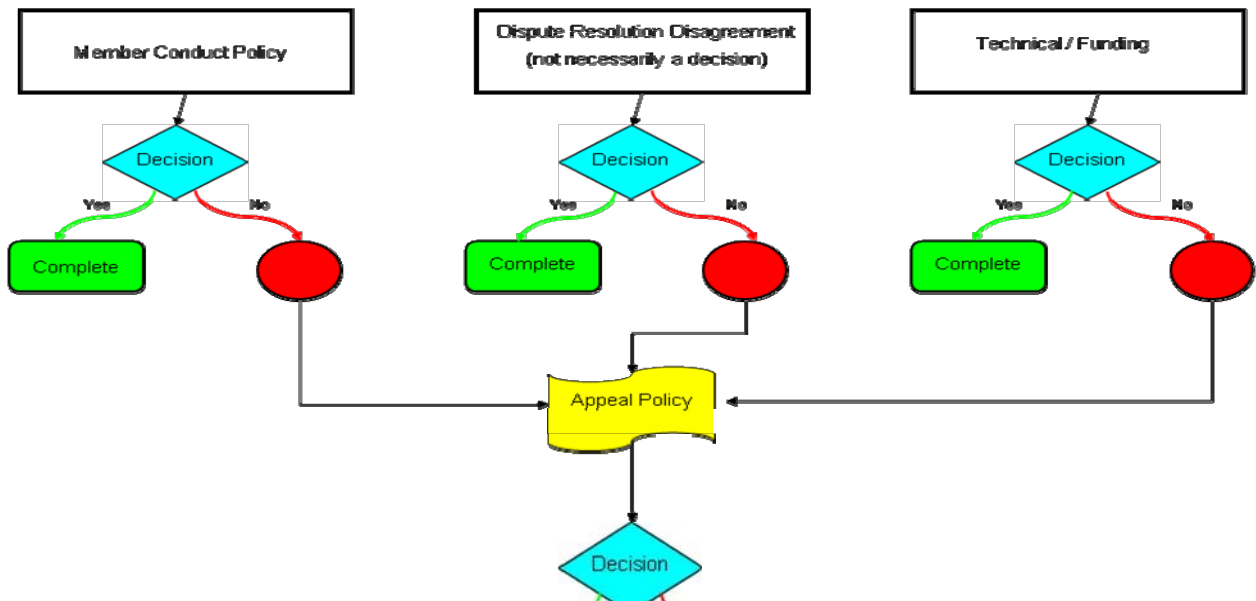 Member Conduct Policy
Dispute Resolution Disagreement
(not necessarily a decision)
Technical / Funding
Decision
Decision
Decision
Yes
No
Yes
No
Yes
No
Complete
Complete
Complete
Appeal Policy
Decision